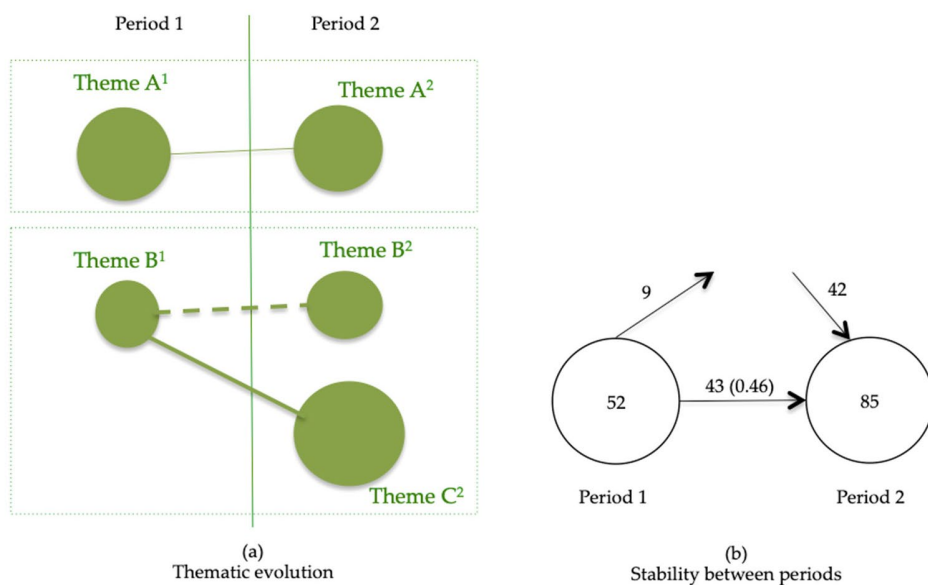 Period 1
Period 2
Theme A¹
Theme A²
Theme B¹
Theme B²
Theme C²
(a)
Thematic evolution
9
42
52
43 (0.46)
85
Period 1
Period 2
(b)
Stability between periods